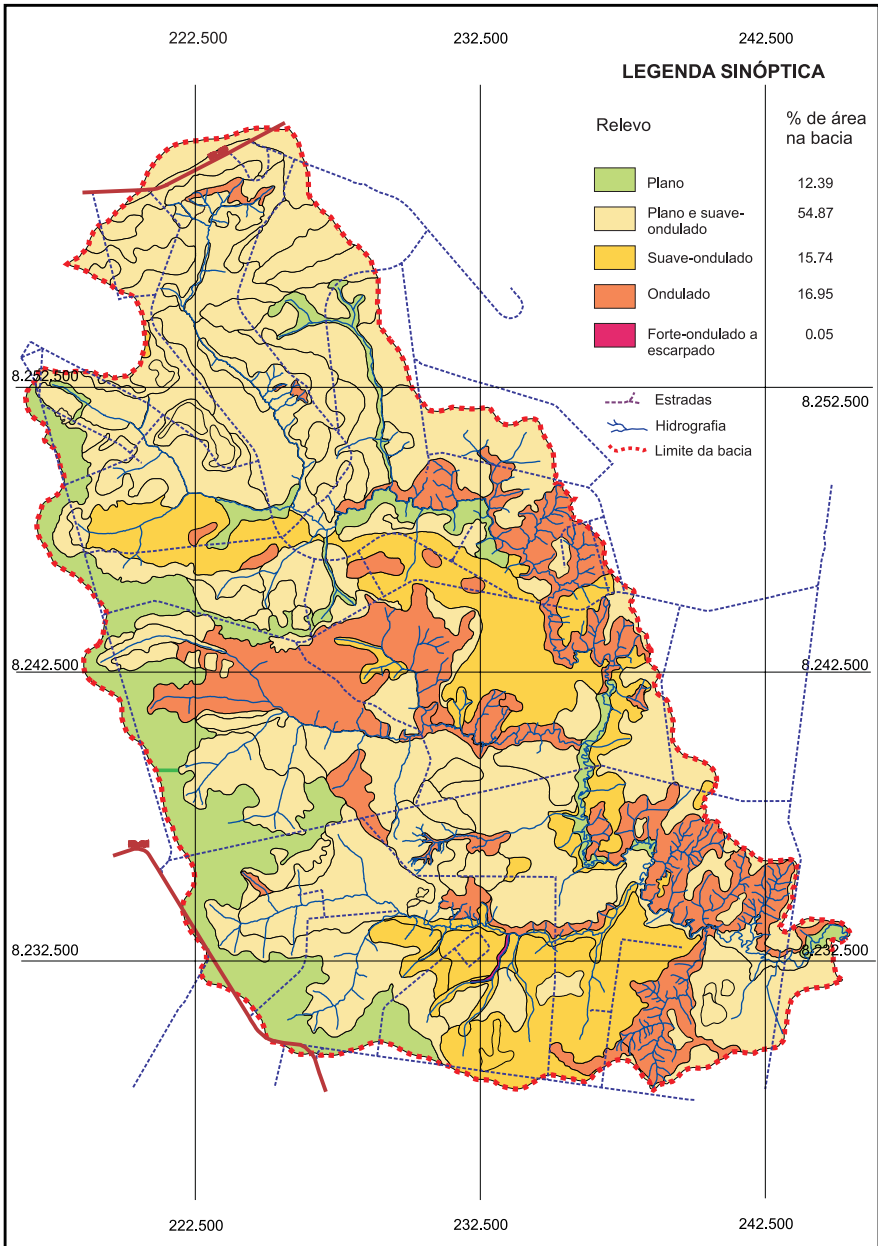 222.500 232.500 242.500
LEGENDA SINÓPTICA
Relevo
% de área
na bacia
Plano 12.39
Plano e suave-
ondulado 54.87
Suave-ondulado 15.74
Ondulado 16.95
Forte-ondulado a
escarpado 0.05
Estradas
Hidrografia
Limite da bacia
8.252.500 8.252.500
8.242.500 8.242.500
8.232.500 8.232.500
222.500 232.500 242.500